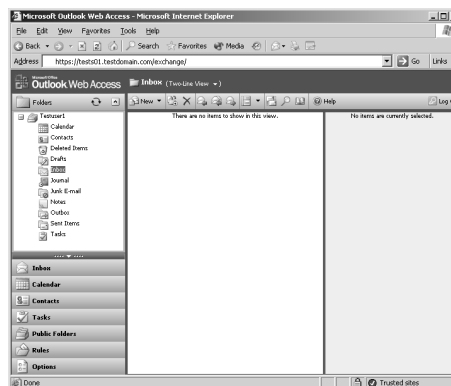 Microsoft Outlook Web Access - Microsoft Internet Explorer
File Edit View Favorites Tools Help
Back Search Favorites Media
Address https://tests01.testdomain.com/exchange/ Go Links
Outlook Web Access Inbox (Two-Line View)
Folders New Help Log
There are no items to show in this view. No items are currently selected.
Testuser1
Calendar
Contacts
Deleted Items
Drafts
Inbox
Journal
Junk E-mail
Notes
Outbox
Sent Items
Tasks
Inbox
Calendar
Contacts
Tasks
Public Folders
Rules
Options
Done Trusted sites